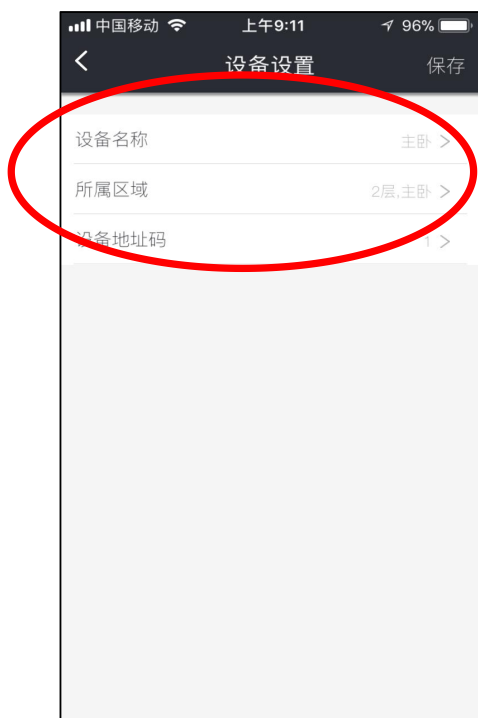 中国移动 上午9:11 96%
设备设置 保存
设备名称 主卧
所属区域 2层,主卧
设备地址码 1